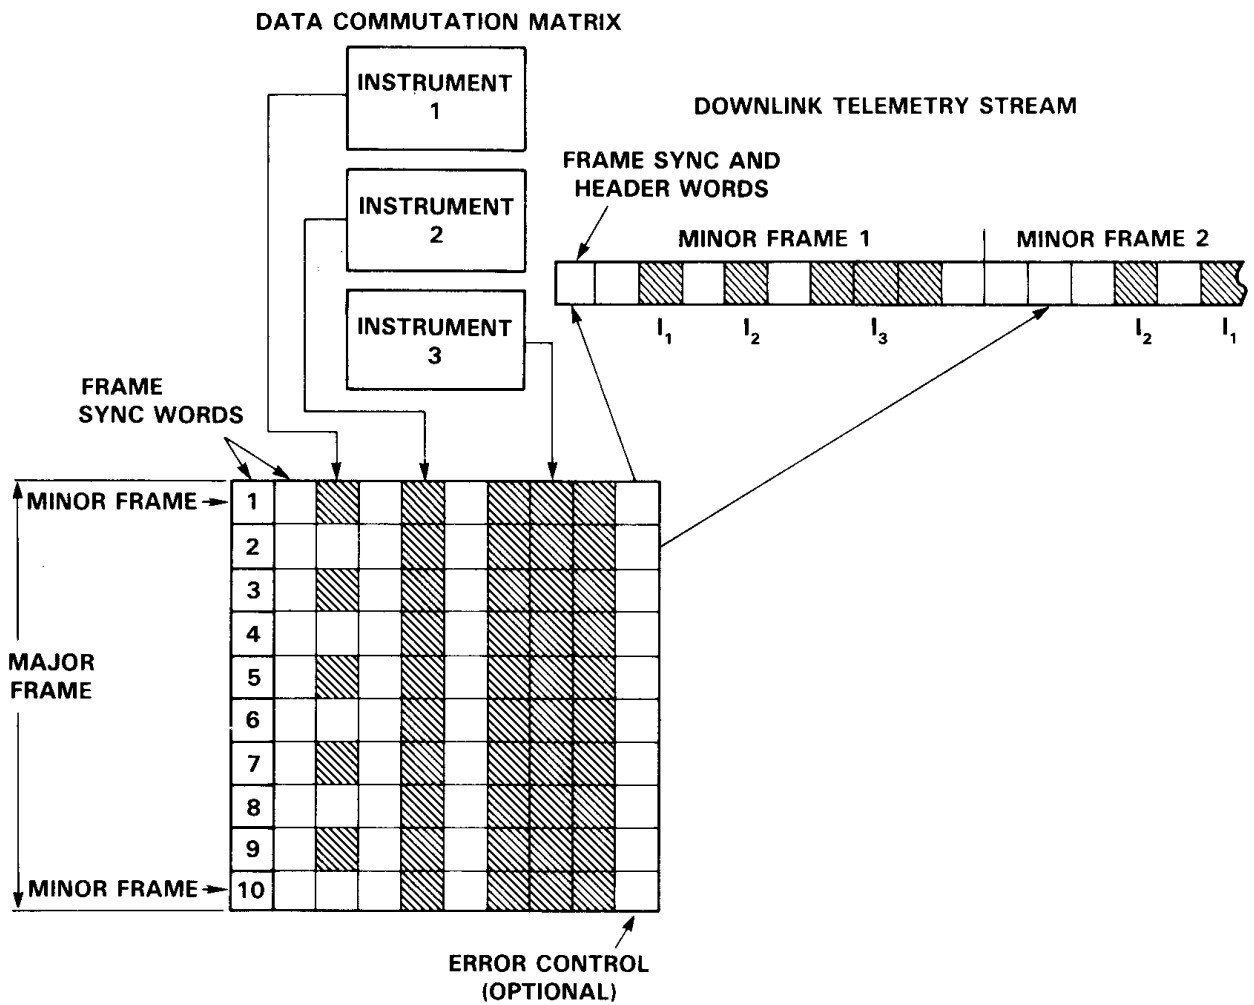 DATA COMMUTATION MATRIX
INSTRUMENT
1
DOWNLINK TELEMETRY STREAM
FRAME SYNC AND
HEADER WORDS
INSTRUMENT
2
MINOR FRAME 1
MINOR FRAME 2
INSTRUMENT
3
I1
I2
I3
I2
I1
FRAME
SYNC WORDS
MINOR FRAME
1
2
3
4
5
MAJOR
FRAME
6
7
8
9
MINOR FRAME
10
ERROR CONTROL
(OPTIONAL)